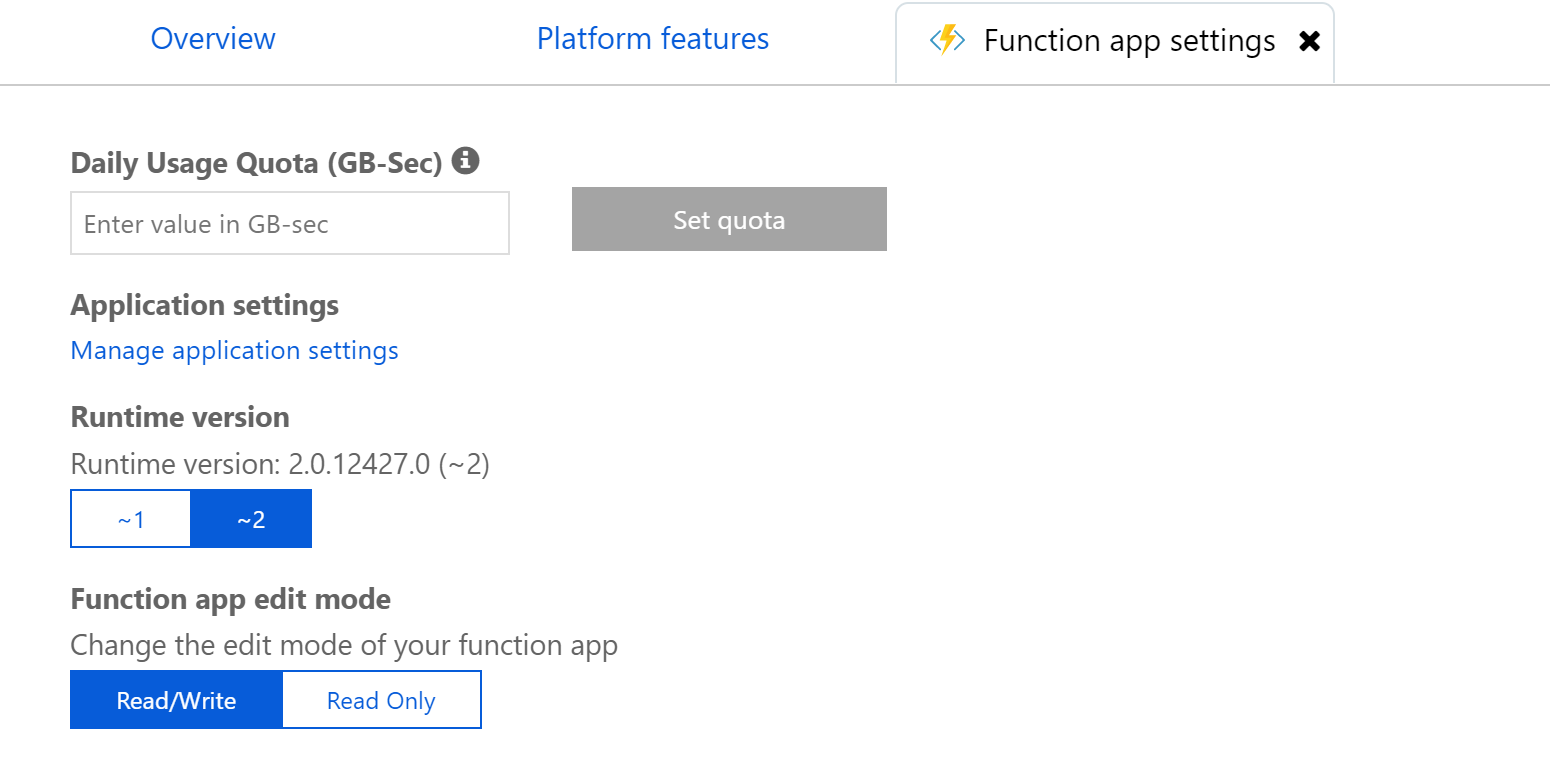 Overview Platform features Function app settings
Daily Usage Quota (GB-Sec)
Enter value in GB-sec Set quota
Application settings
Manage application settings
Runtime version
Runtime version: 2.0.12427.0 (~2)
~1 ~2
Function app edit mode
Change the edit mode of your function app
Read/Write Read Only